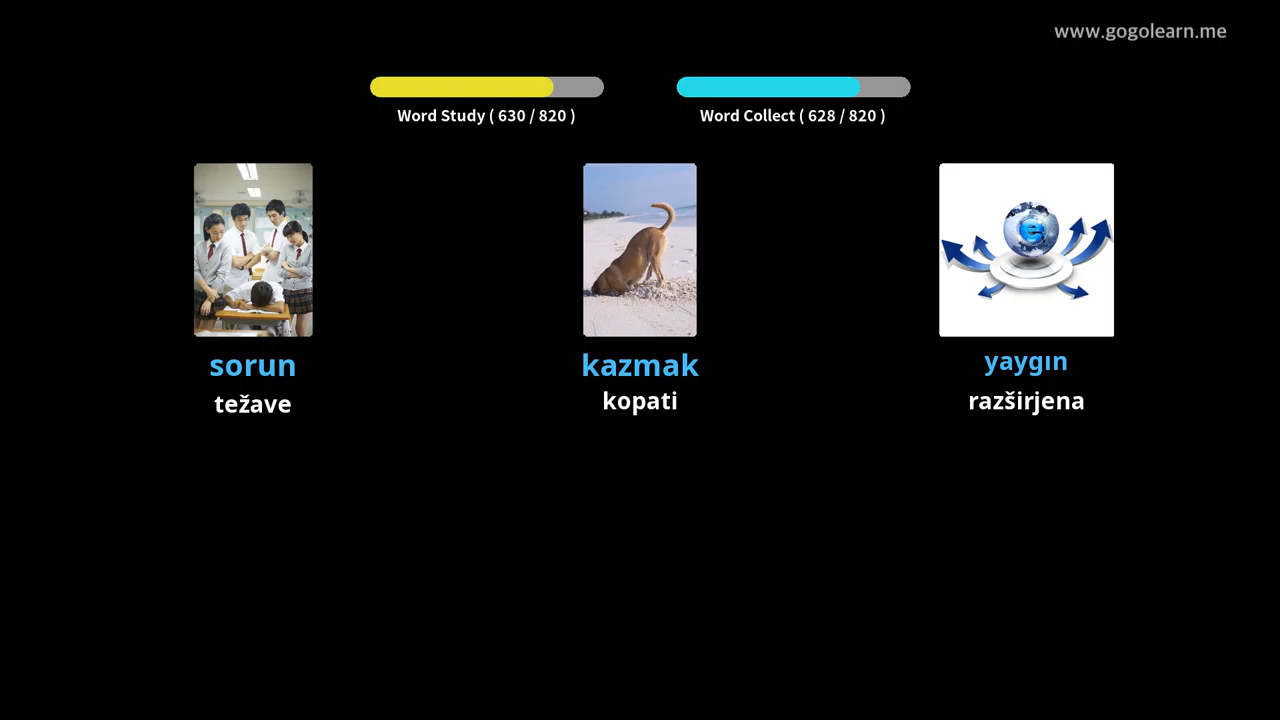 www.gogolearn.me
Word Study ( 630 / 820 )
Word Collect ( 628 / 820 )
sorun
težave
kazmak
kopati
yaygın
razširjena